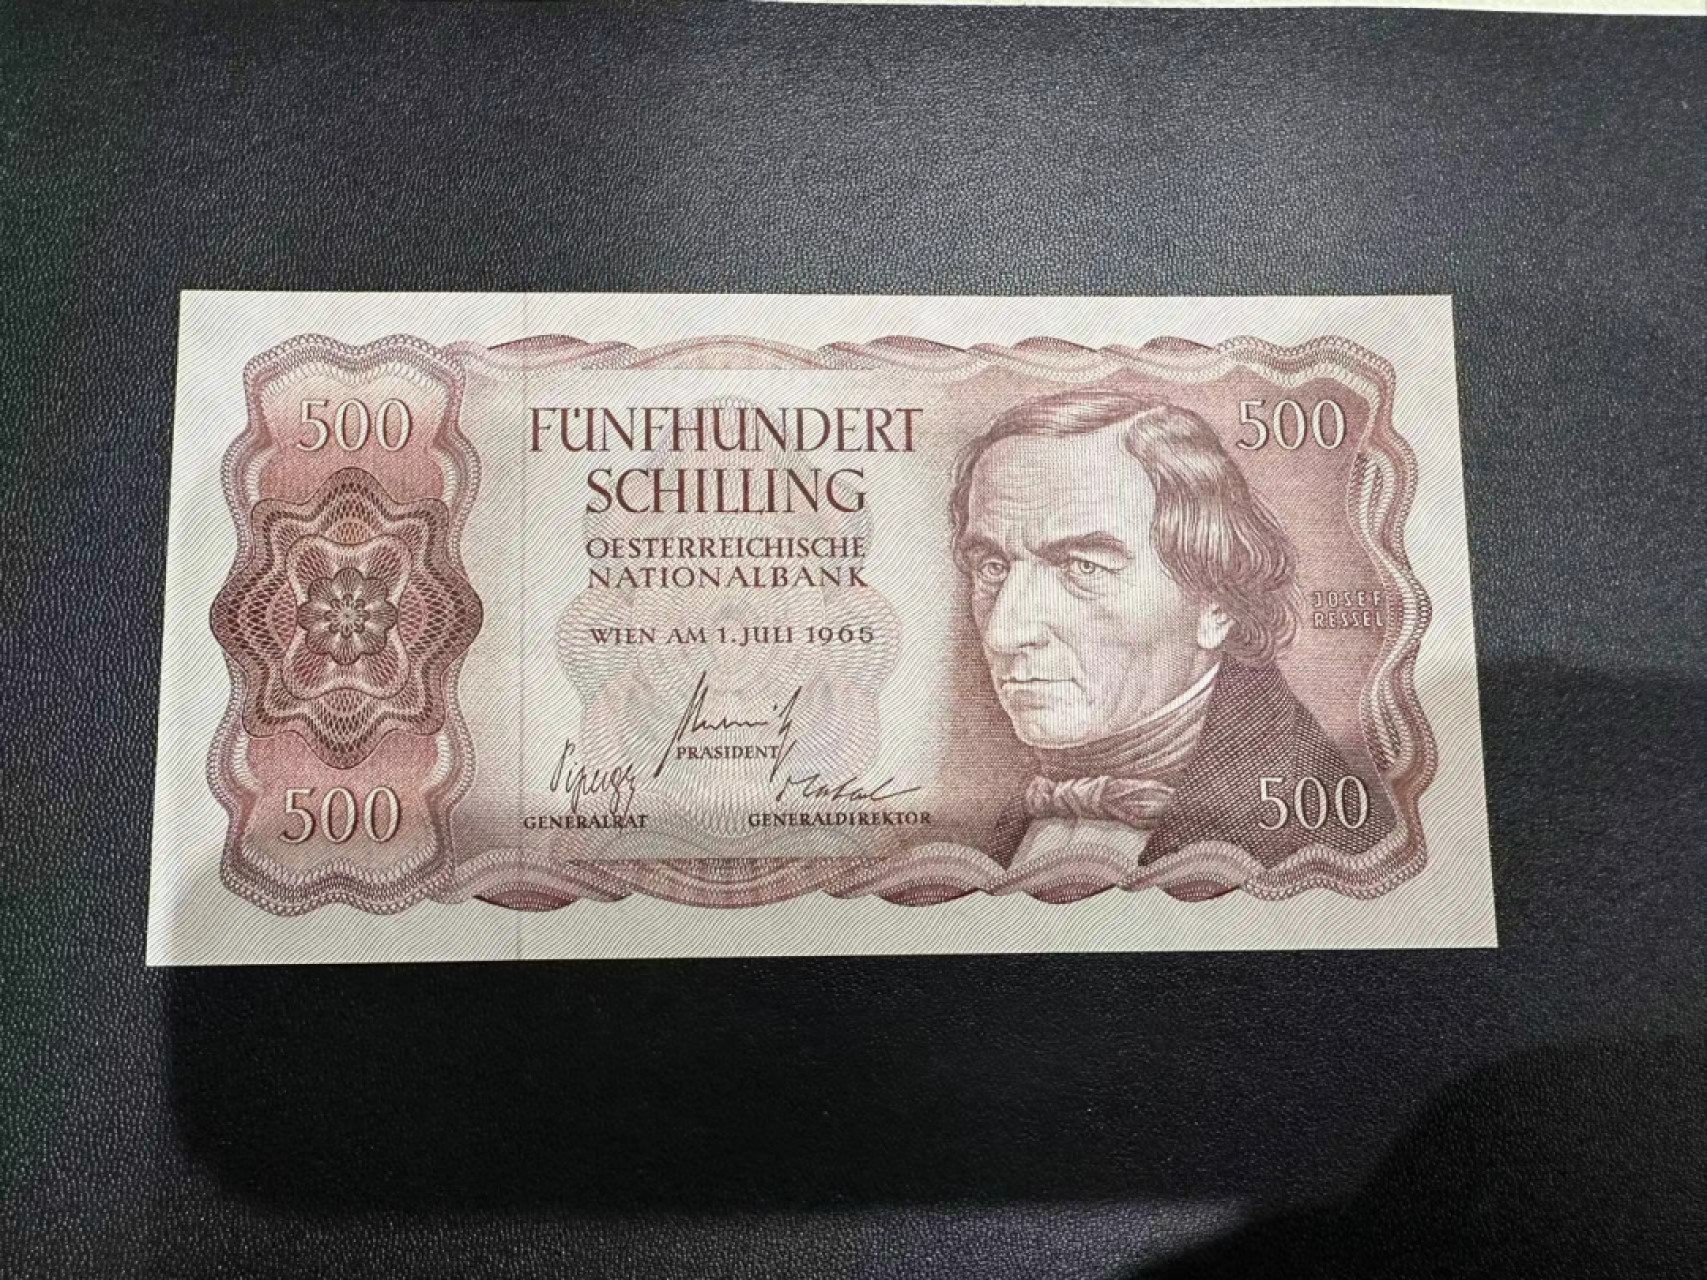 500
500
FÜNFHUNDERT
SCHILLING
OESTERREICHISCHE
NATIONALBANK
WIEN AM 1. JULI 1965
JOSEF
RESSEL
PRÄSIDENT
GENERALRAT
GENERALDIREKTOR
500
500